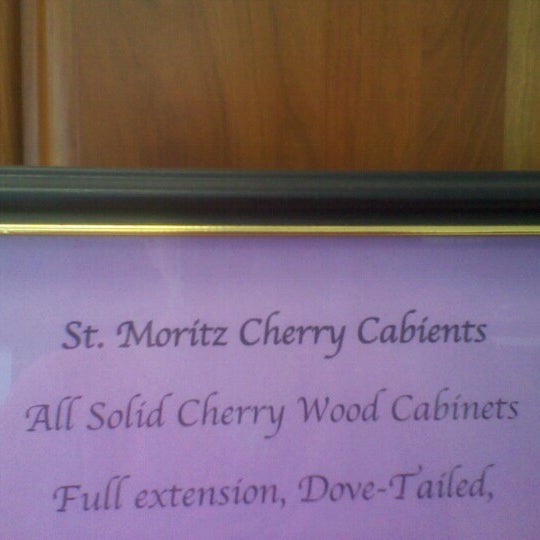 St. Moritz Cherry Cabients
All Solid Cherry Wood Cabinets
Full extension, Dove-Tailed,